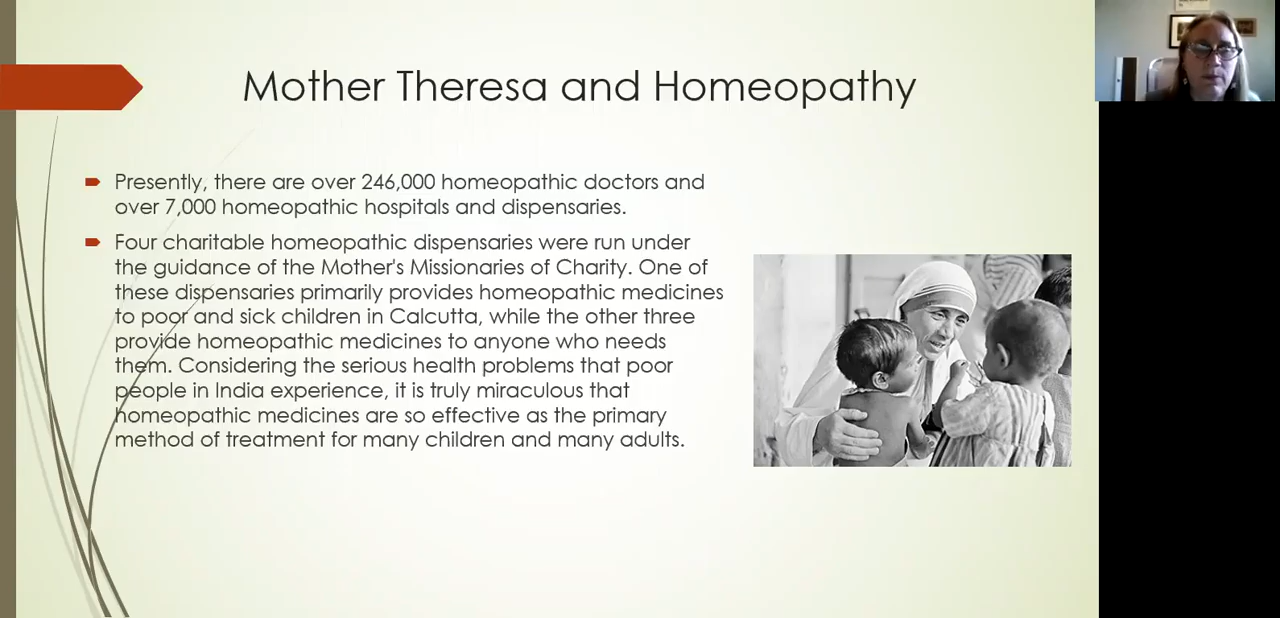 Mother Theresa and Homeopathy
Presently, there are over 246,000 homeopathic doctors and
over 7,000 homeopathic hospitals and dispensaries.
Four charitable homeopathic dispensaries were run under
the guidance of the Mother's Missionaries of Charity. One of
these dispensaries primarily provides homeopathic medicines
to poor and sick children in Calcutta, while the other three
provide homeopathic medicines to anyone who needs
them. Considering the serious health problems that poor
people in India experience, it is truly miraculous that
homeopathic medicines are so effective as the primary
method of treatment for many children and many adults.